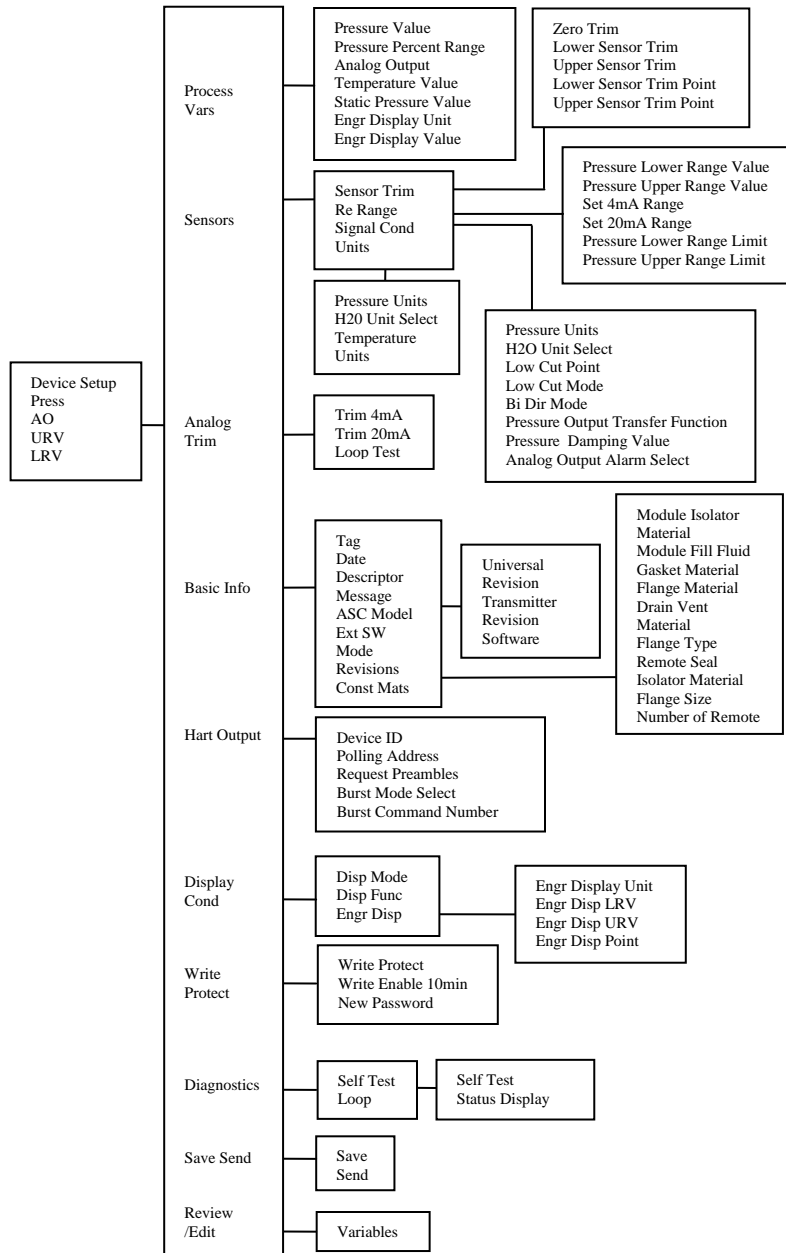 Device Setup
Press
AO
URV
LRV
Process
Vars
Pressure Value
Pressure Percent Range
Analog Output
Temperature Value
Static Pressure Value
Engr Display Unit
Engr Display Value
Sensors
Sensor Trim
Re Range
Signal Cond
Units
Zero Trim
Lower Sensor Trim
Upper Sensor Trim
Lower Sensor Trim Point
Upper Sensor Trim Point
Pressure Lower Range Value
Pressure Upper Range Value
Set 4mA Range
Set 20mA Range
Pressure Lower Range Limit
Pressure Upper Range Limit
Pressure Units
H20 Unit Select
Temperature
Units
Pressure Units
H2O Unit Select
Low Cut Point
Low Cut Mode
Bi Dir Mode
Pressure Output Transfer Function
Pressure Damping Value
Analog Output Alarm Select
Analog
Trim
Trim 4mA
Trim 20mA
Loop Test
Basic Info
Tag
Date
Descriptor
Message
ASC Model
Ext SW
Mode
Revisions
Const Mats
Universal
Revision
Transmitter
Revision
Software
Module Isolator
Material
Module Fill Fluid
Gasket Material
Flange Material
Drain Vent
Material
Flange Type
Remote Seal
Isolator Material
Flange Size
Number of Remote
Hart Output
Device ID
Polling Address
Request Preambles
Burst Mode Select
Burst Command Number
Display
Cond
Disp Mode
Disp Func
Engr Disp
Engr Display Unit
Engr Disp LRV
Engr Disp URV
Engr Disp Point
Write
Protect
Write Protect
Write Enable 10min
New Password
Diagnostics
Self Test
Loop
Self Test
Status Display
Save Send
Save
Send
Review
/Edit
Variables